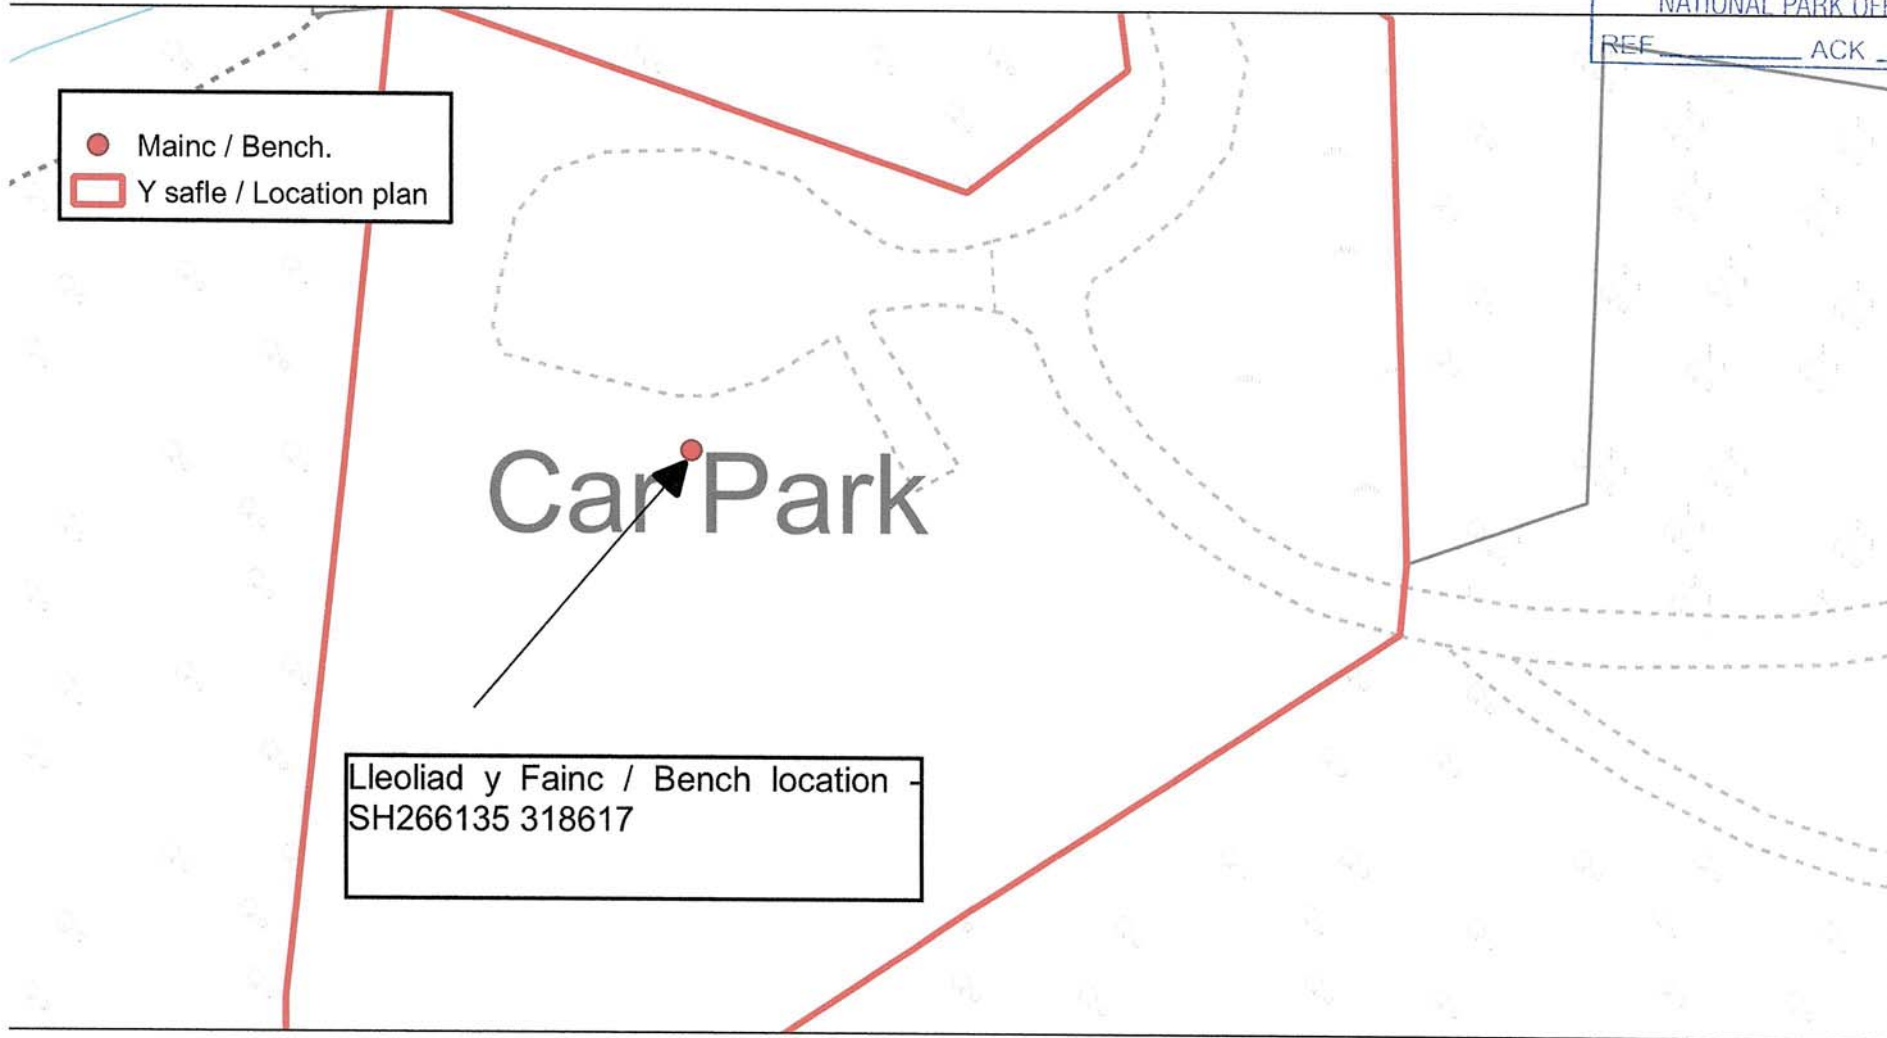 NATIONAL PARK
REF ACK
Mainc / Bench.
Y safle / Location plan
Car Park
Lleoliad y Fainc / Bench location -
SH266135 318617